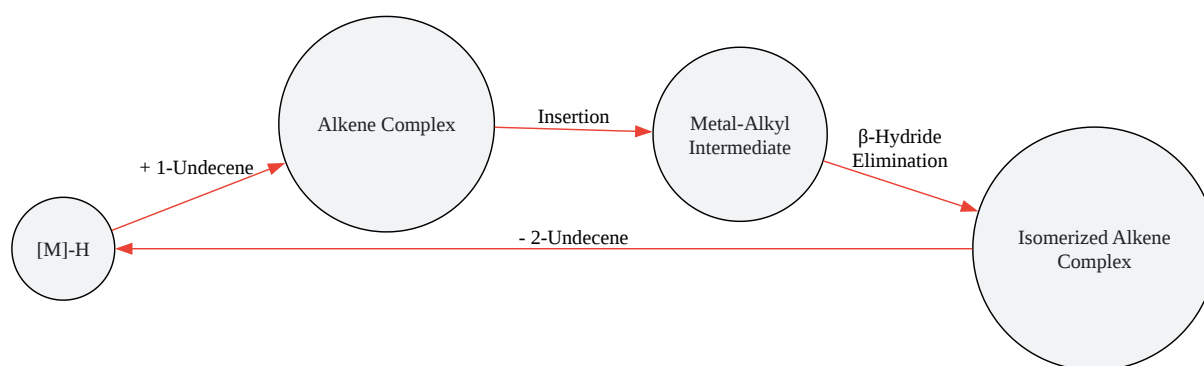 + 1-Undecene
[M]-H
Alkene Complex
Insertion
Metal-Alkyl
Intermediate
β-Hydride
Elimination
Isomerized Alkene
Complex
- 2-Undecene